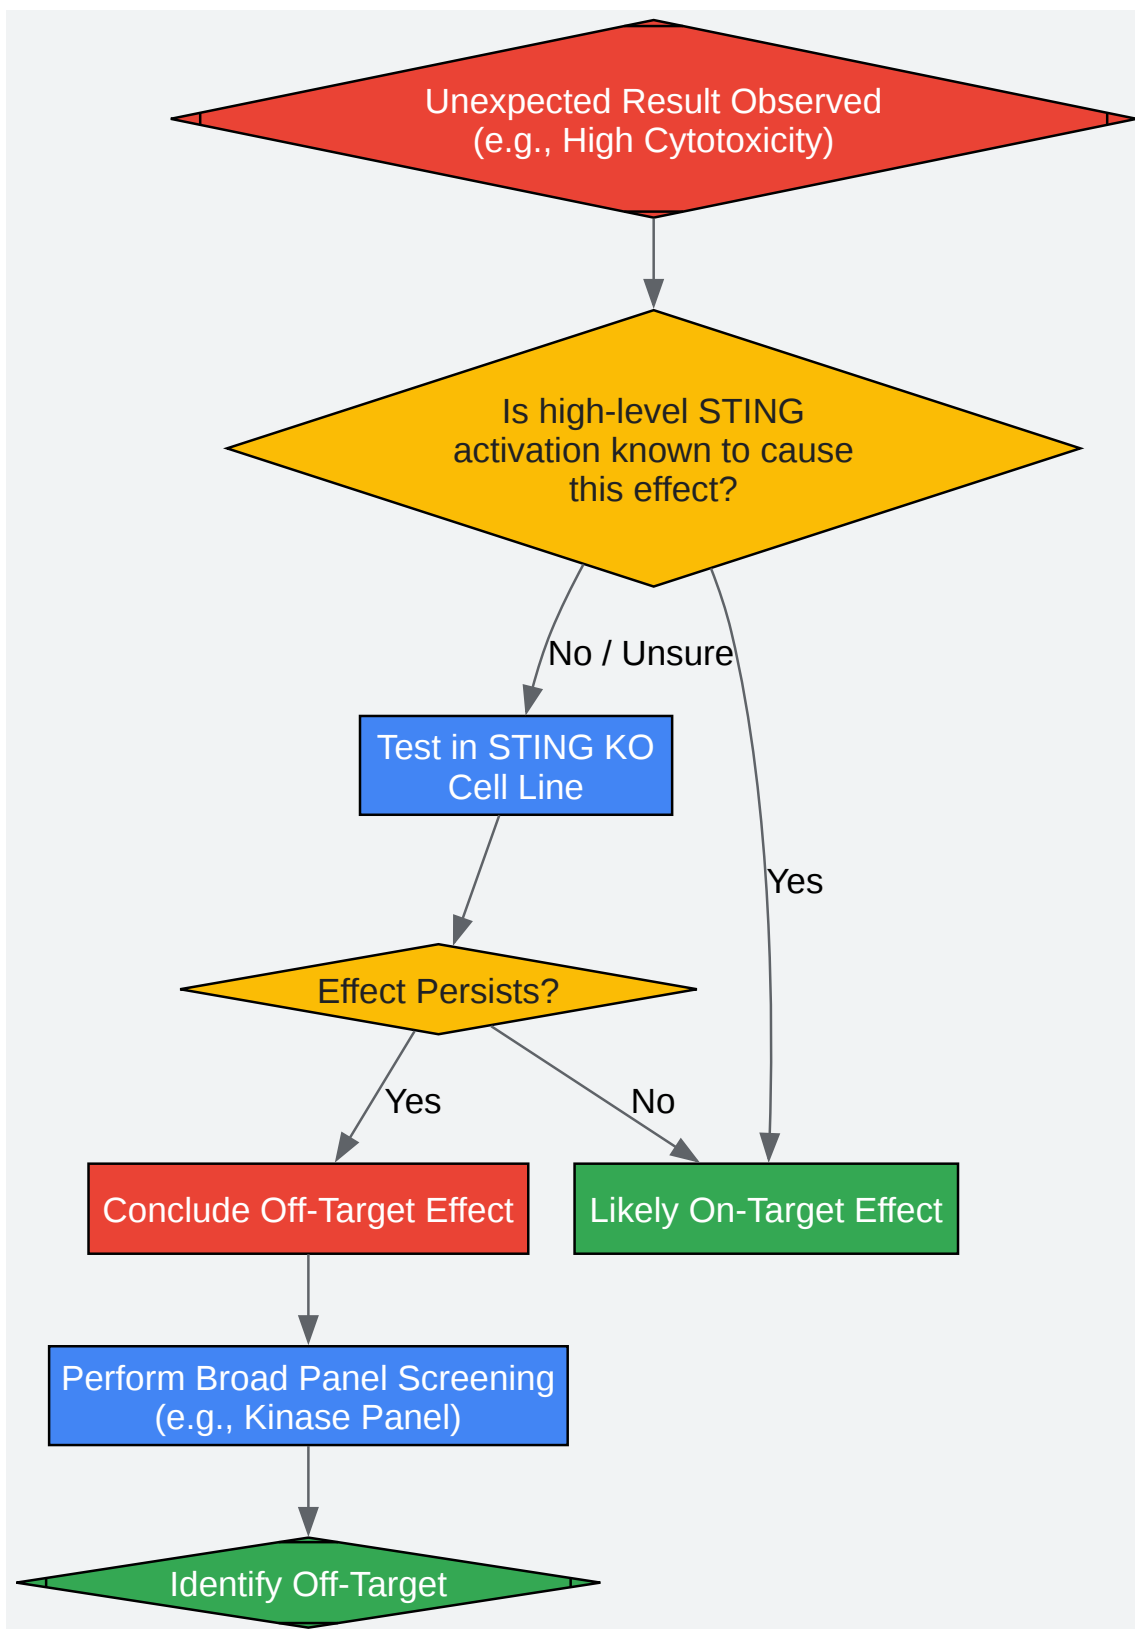 Unexpected Result Observed
(e.g., High Cytotoxicity)
Is high-level STING
activation known to cause
this effect?
No / Unsure
Test in STING KO
Cell Line
Yes
Effect Persists?
Yes
No
Conclude Off-Target Effect
Likely On-Target Effect
Perform Broad Panel Screening
(e.g., Kinase Panel)
Identify Off-Target